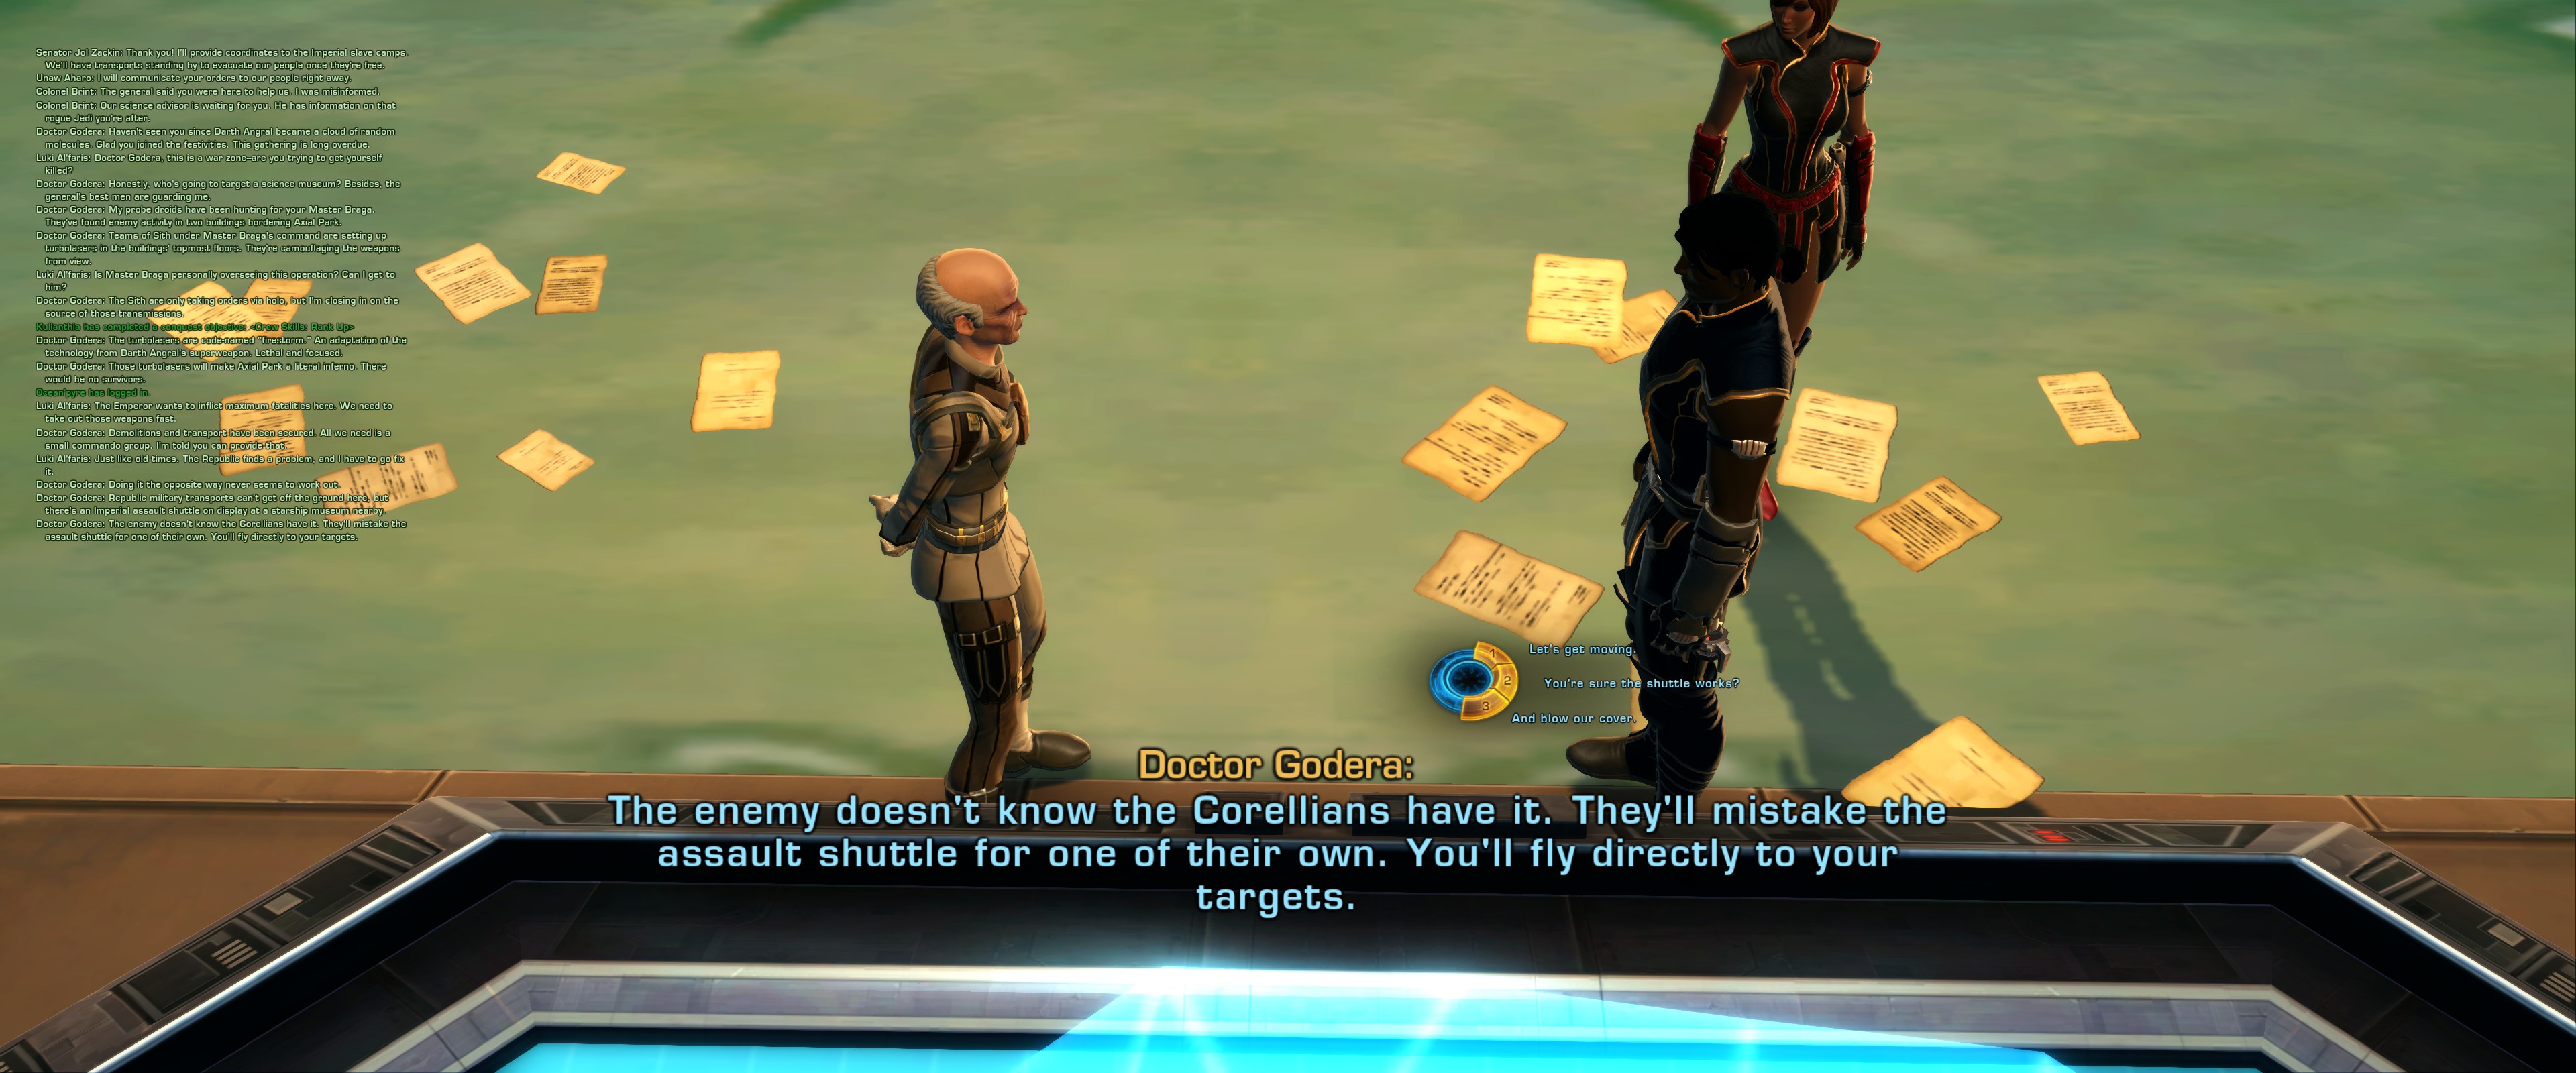 Senator Jol Zackin: Thank you! I'll provide coordinates to the Imperial slave camps.
We'll have transports standing by to evacuate our people once they're free.
Unaw Aharo: I will communicate your orders to our people right away.
Colonel Brint: The general said you were here to help us. I was misinformed.
Colonel Brint: Our science advisor is waiting for you. He has information on that
rogue Jedi you're after.
Doctor Godera: Haven't seen you since Darth Angral became a cloud of random
molecules. Glad you joined the festivities. This gathering is long overdue.
Luki Al'faris: Doctor Godera, this is a war zone—are you trying to get yourself
killed?
Doctor Godera: Honestly, who's going to target a science museum? Besides, the
general's best men are guarding me.
Doctor Godera: My probe droids have been hunting for your Master Braga.
They've found enemy activity in two buildings bordering Axial Park.
Doctor Godera: Teams of Sith under Master Braga's command are setting up
turbolasers in the buildings' topmost floors. They're camouflaging the weapons
from view.
Luki Al'faris: Is Master Braga personally overseeing this operation? Can I get to
him?
Doctor Godera: The Sith are only taking orders via holo, but I'm closing in on the
source of those transmissions.
Kullanthia has completed a conquest objective: <Crew Skills: Rank Up>
Doctor Godera: The turbolasers are code-named "firestorm." An adaptation of the
technology from Darth Angral's superweapon. Lethal and focused.
Doctor Godera: Those turbolasers will make Axial Park a literal inferno. There
would be no survivors.
Ocean'pyre has logged in.
Luki Al'faris: The Emperor wants to inflict maximum fatalities here. We need to
take out those weapons fast.
Doctor Godera: Demolitions and transport have been secured. All we need is a
small commando group. I'm told you can provide that.
Luki Al'faris: Just like old times. The Republic finds a problem, and I have to go fix
it.
Doctor Godera: Doing it the opposite way never seems to work out.
Doctor Godera: Republic military transports can't get off the ground here, but
there's an Imperial assault shuttle on display at a starship museum nearby.
Doctor Godera: The enemy doesn't know the Corellians have it. They'll mistake the
assault shuttle for one of their own. You'll fly directly to your targets.
1 Let's get moving.
2 You're sure the shuttle works?
3 And blow our cover.
Doctor Godera:
The enemy doesn't know the Corellians have it. They'll mistake the
assault shuttle for one of their own. You'll fly directly to your
targets.